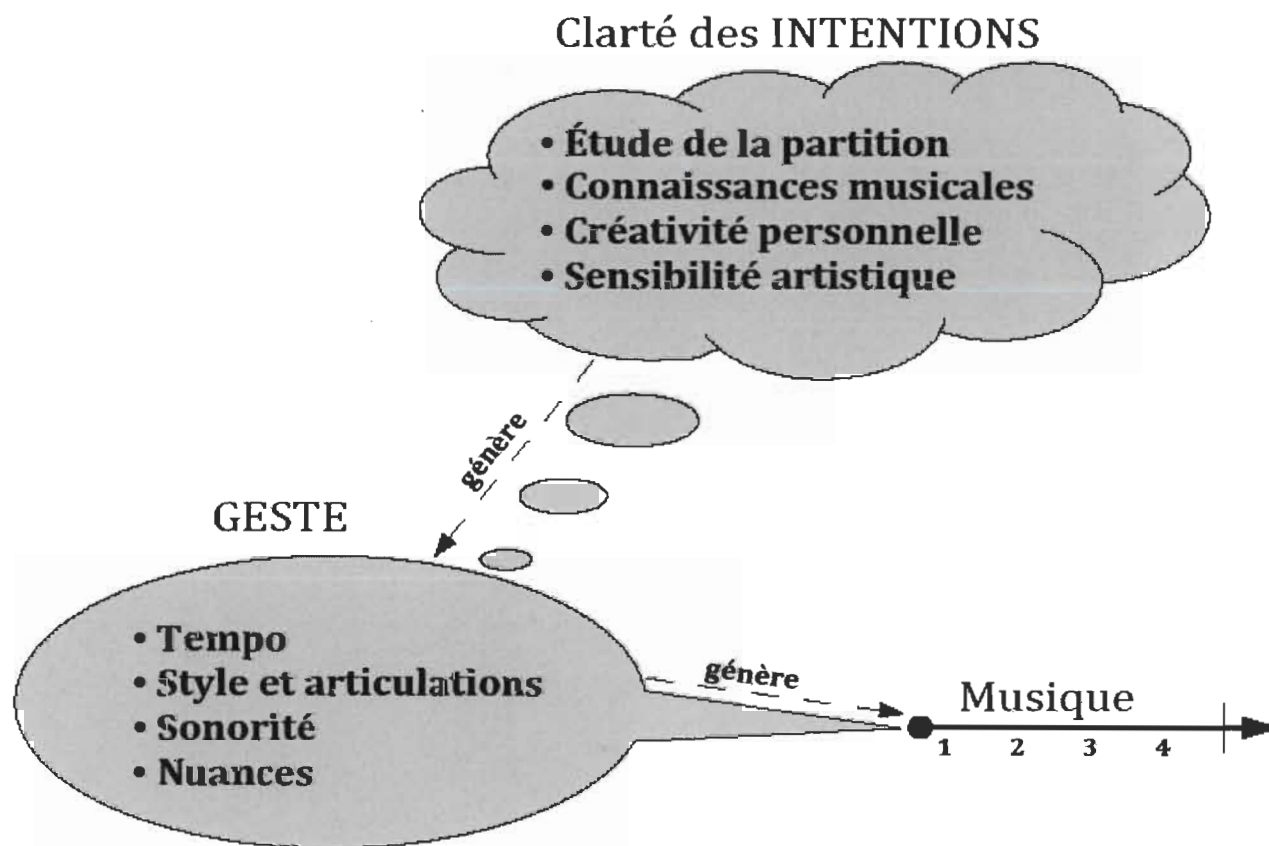 Clarté des INTENTIONS
• Étude de la partition
• Connaissances musicales
• Créativité personnelle
• Sensibilité artistique
génère
GESTE
• Tempo
• Style et articulations
• Sonorité
• Nuances
génère
Musique
1 2 3 4